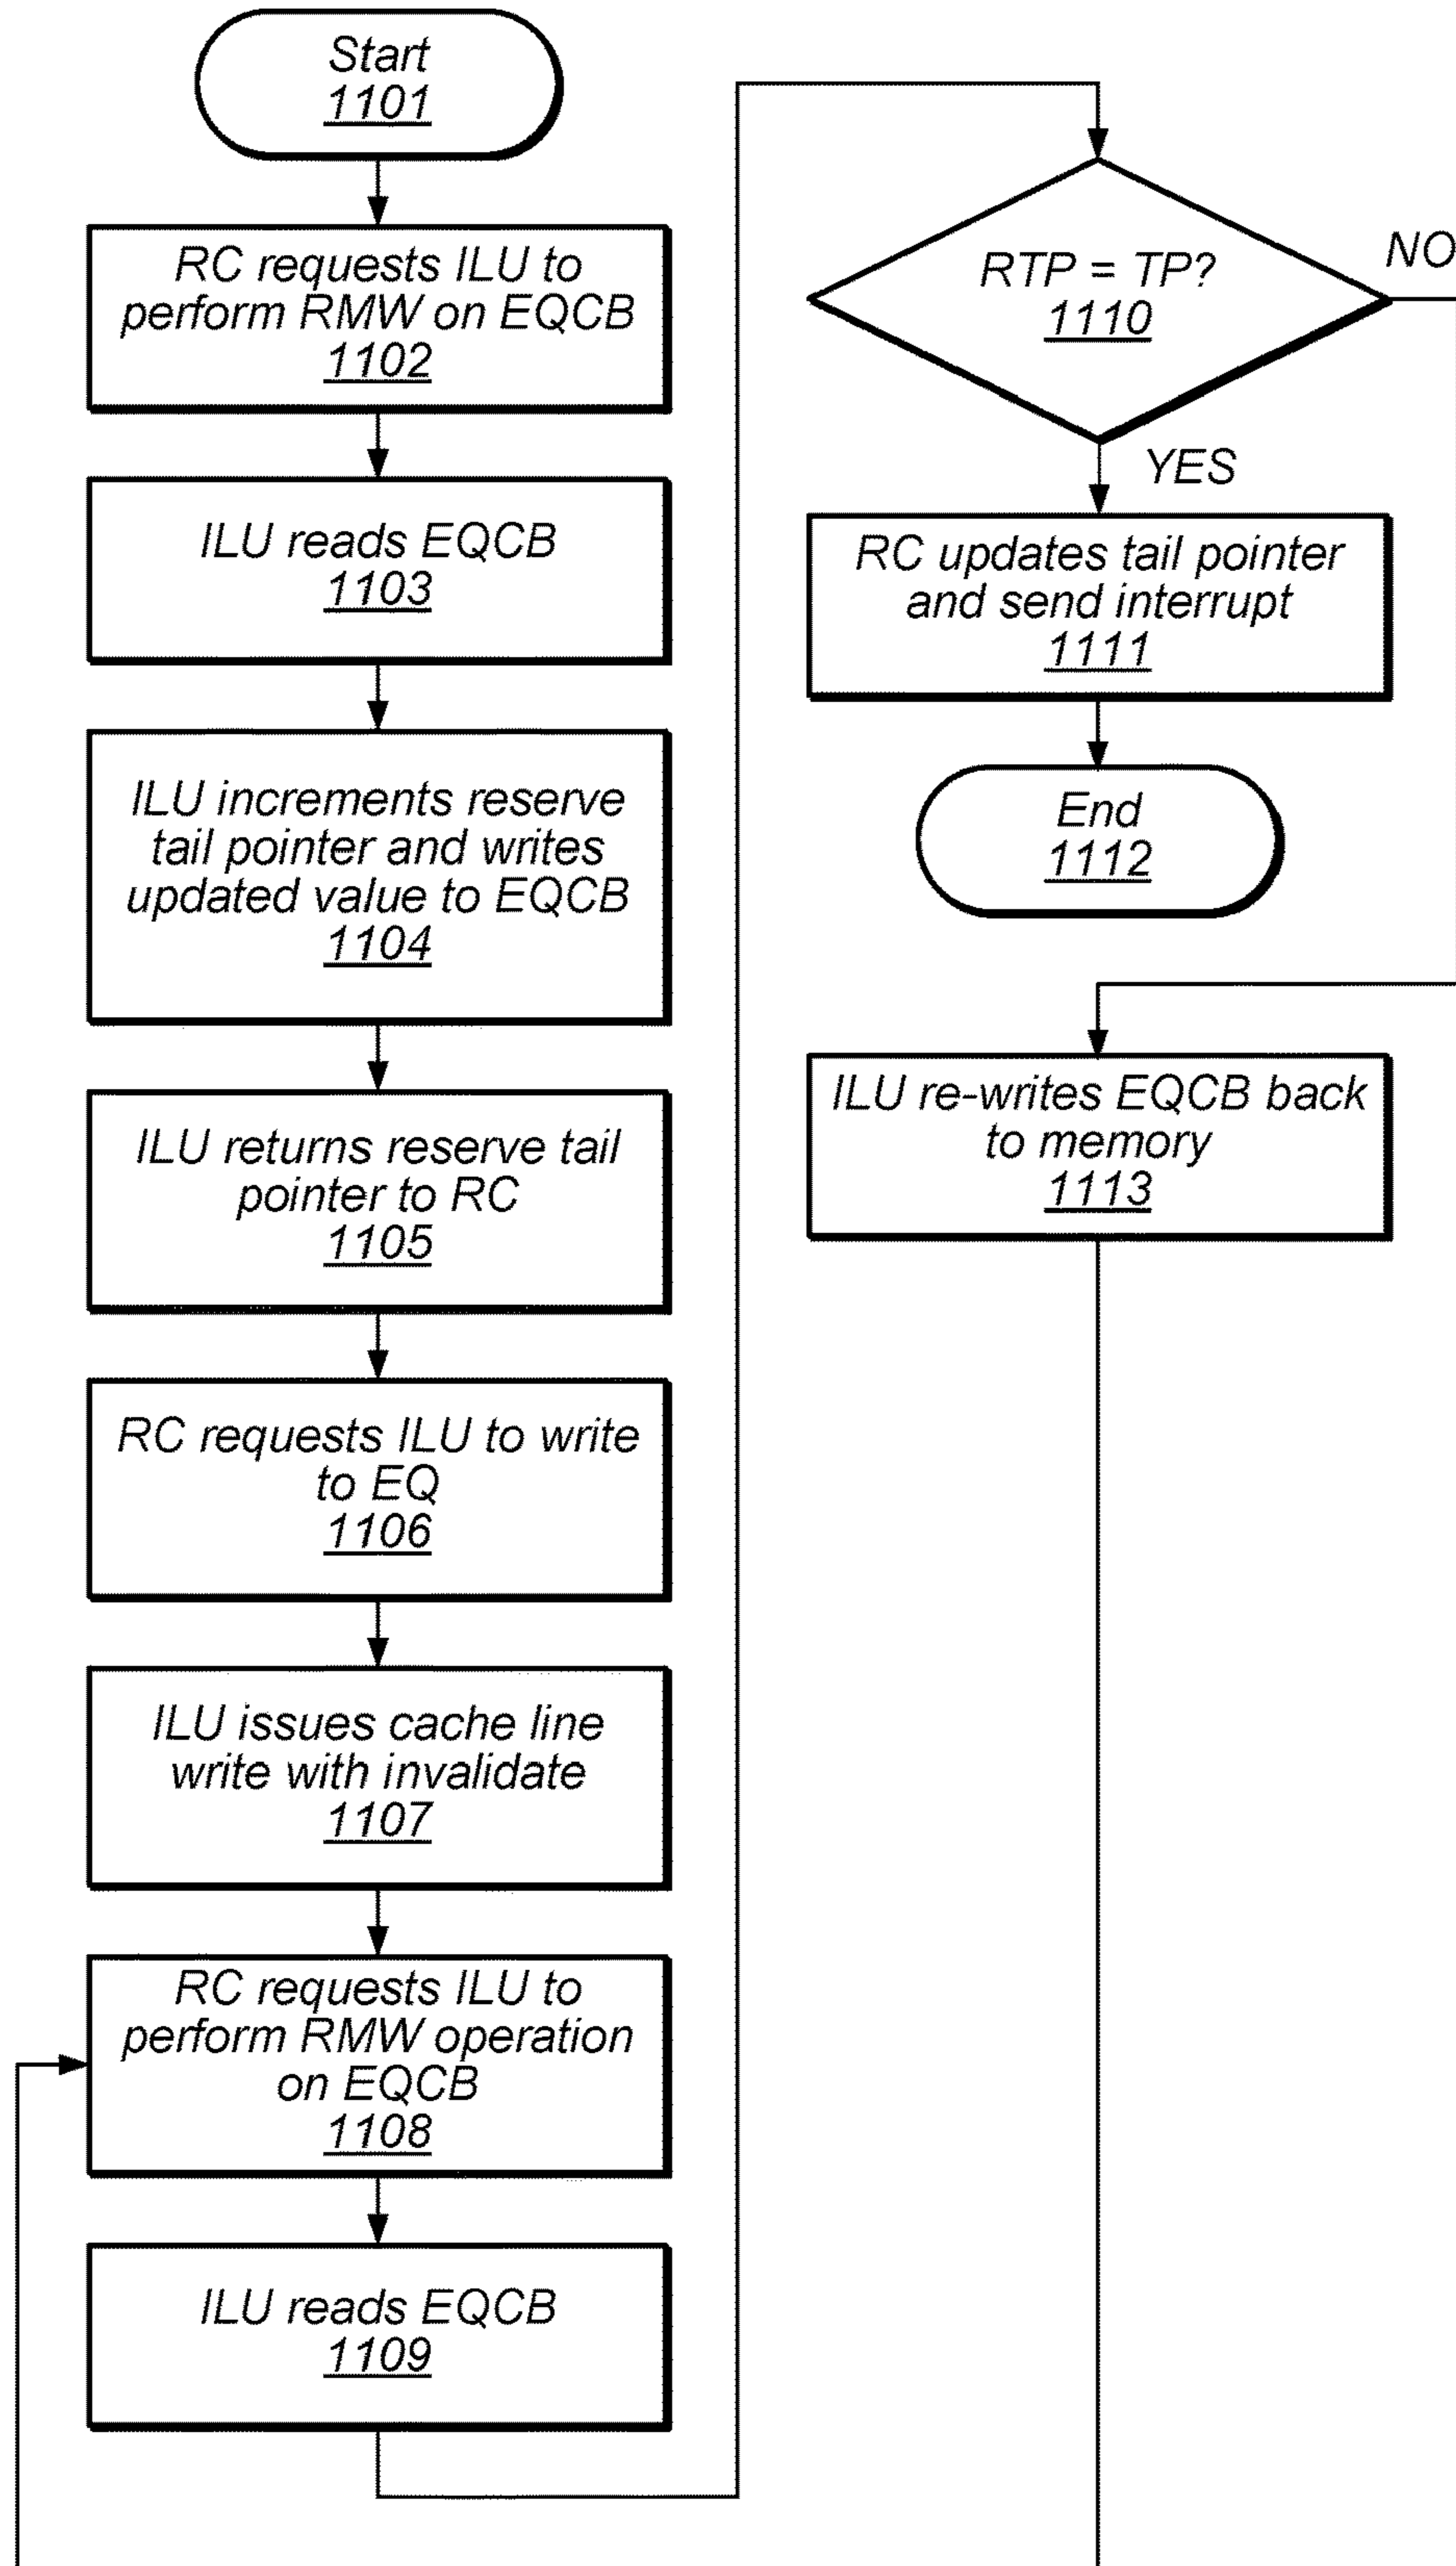 Start
1101
RC requests ILU to
perform RMW on EQCB
1102
ILU reads EQCB
1103
ILU increments reserve
tail pointer and writes
updated value to EQCB
1104
ILU returns reserve tail
pointer to RC
1105
RC requests ILU to write
to EQ
1106
ILU issues cache line
write with invalidate
1107
RC requests ILU to
perform RMW operation
on EQCB
1108
ILU reads EQCB
1109
RTP = TP?
1110
NO
YES
RC updates tail pointer
and send interrupt
1111
End
1112
ILU re-writes EQCB back
to memory
1113